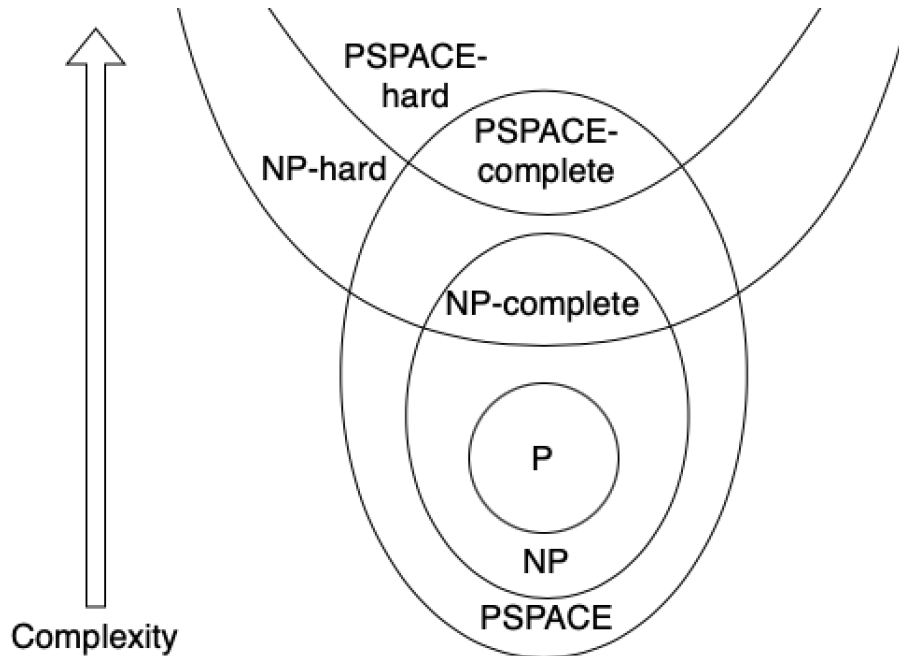 PSPACE-
hard
PSPACE-
complete
NP-hard
NP-complete
P
NP
PSPACE
Complexity